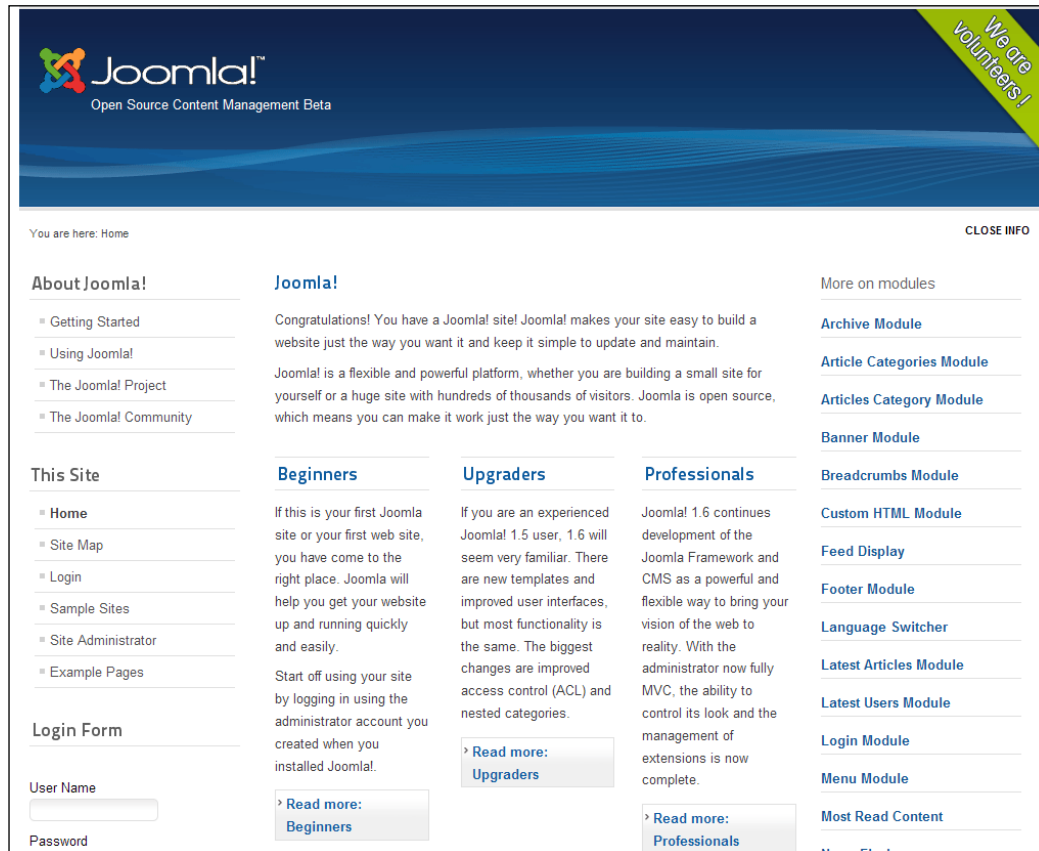 Joomla!™
Open Source Content Management Beta
We are
volunteers!
You are here: Home
CLOSE INFO
About Joomla!
Getting Started
Using Joomla!
The Joomla! Project
The Joomla! Community
This Site
Home
Site Map
Login
Sample Sites
Site Administrator
Example Pages
Login Form
User Name
Password
Joomla!
Congratulations! You have a Joomla! site! Joomla! makes your site easy to build a
website just the way you want it and keep it simple to update and maintain.
Joomla! is a flexible and powerful platform, whether you are building a small site for
yourself or a huge site with hundreds of thousands of visitors. Joomla is open source,
which means you can make it work just the way you want it to.
Beginners
If this is your first Joomla
site or your first web site,
you have come to the
right place. Joomla will
help you get your website
up and running quickly
and easily.
Start off using your site
by logging in using the
administrator account you
created when you
installed Joomla!.
Read more:
Beginners
Upgraders
If you are an experienced
Joomla! 1.5 user, 1.6 will
seem very familiar. There
are new templates and
improved user interfaces,
but most functionality is
the same. The biggest
changes are improved
access control (ACL) and
nested categories.
Read more:
Upgraders
Professionals
Joomla! 1.6 continues
development of the
Joomla Framework and
CMS as a powerful and
flexible way to bring your
vision of the web to
reality. With the
administrator now fully
MVC, the ability to
control its look and the
management of
extensions is now
complete.
Read more:
Professionals
More on modules
Archive Module
Article Categories Module
Articles Category Module
Banner Module
Breadcrumbs Module
Custom HTML Module
Feed Display
Footer Module
Language Switcher
Latest Articles Module
Latest Users Module
Login Module
Menu Module
Most Read Content